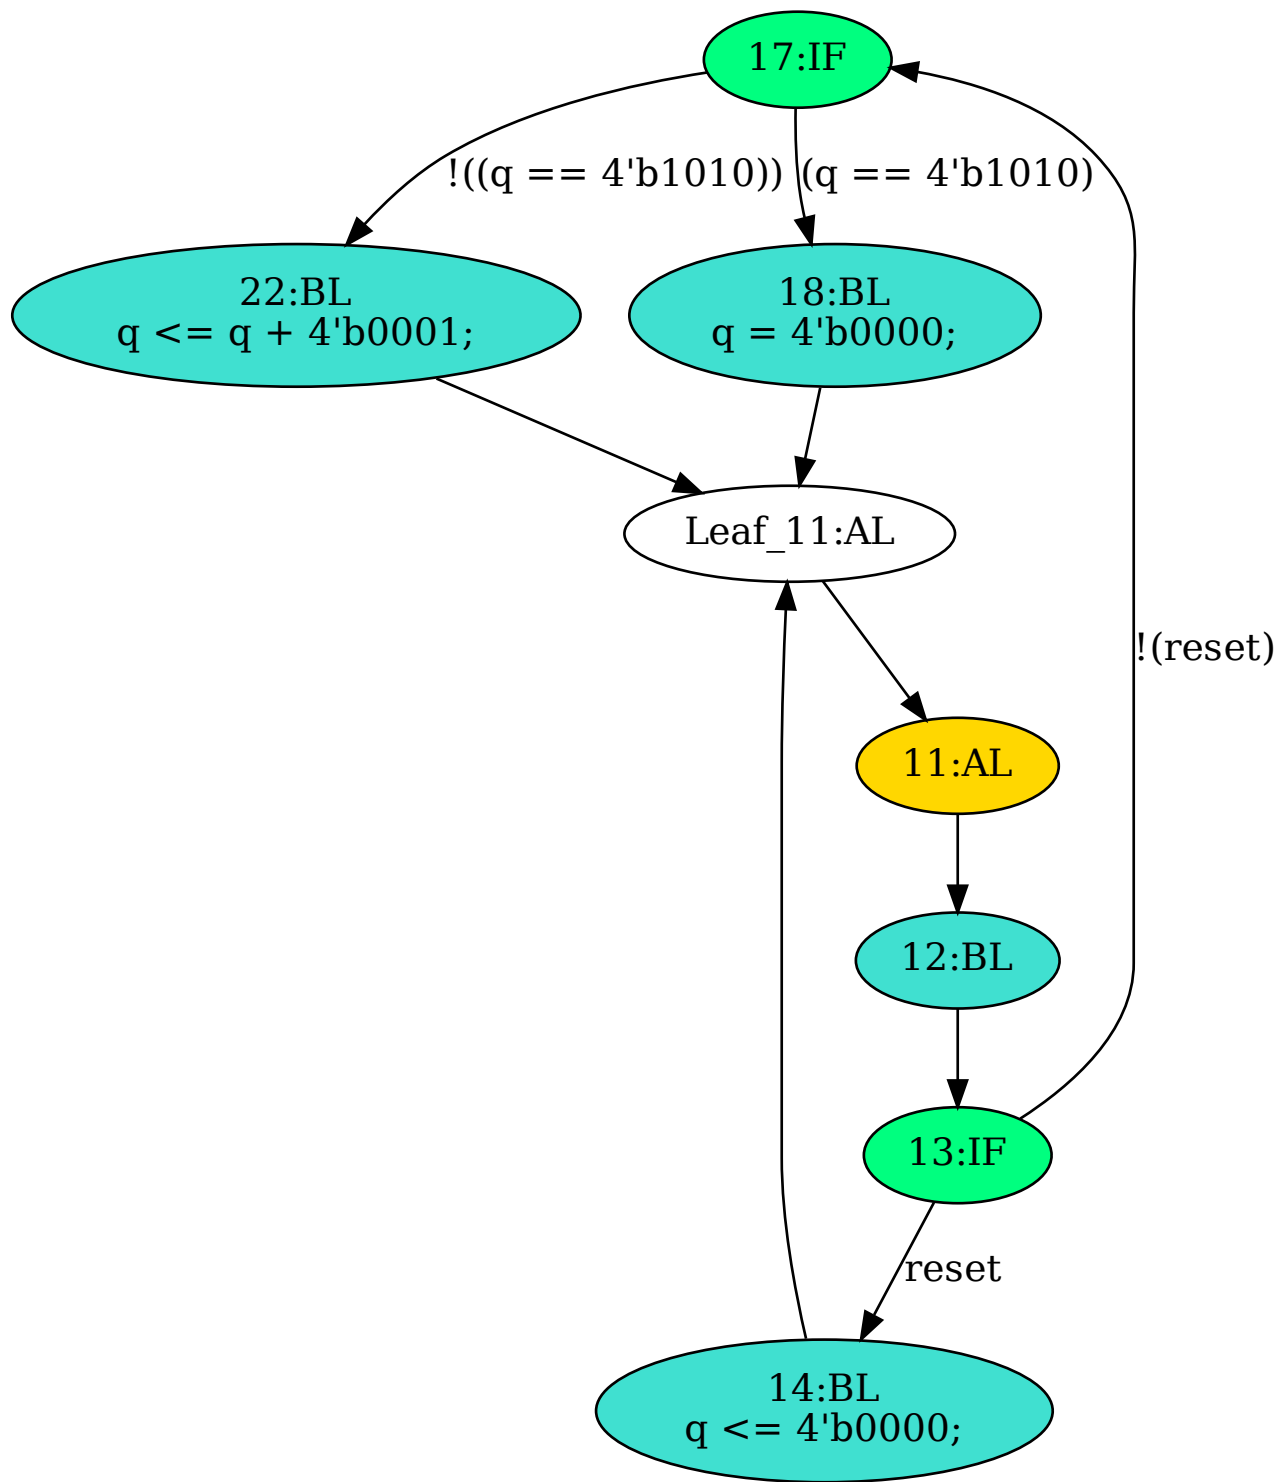 17:IF
!((q == 4'b1010))
(q == 4'b1010)
22:BL
q <= q + 4'b0001;
18:BL
q = 4'b0000;
Leaf_11:AL
!(reset)
11:AL
12:BL
13:IF
reset
14:BL
q <= 4'b0000;